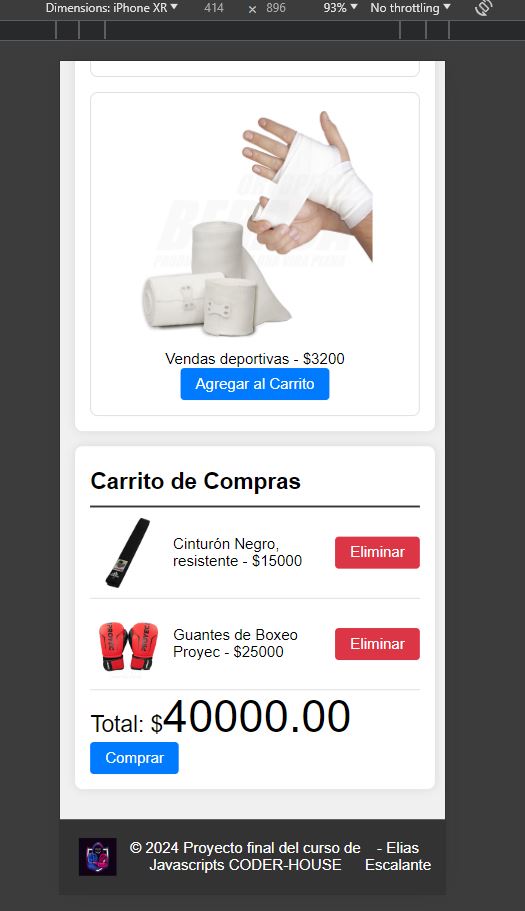 Dimensions: iPhone XR ▼ 414 × 896 93% ▼ No throttling ▼
Vendas deportivas - $3200
Agregar al Carrito
Carrito de Compras
Cinturón Negro,
resistente - $15000
Eliminar
Guantes de Boxeo
Proyec - $25000
Eliminar
Total: $40000.00
Comprar
© 2024 Proyecto final del curso de
Javascripts CODER-HOUSE
- Elias
Escalante